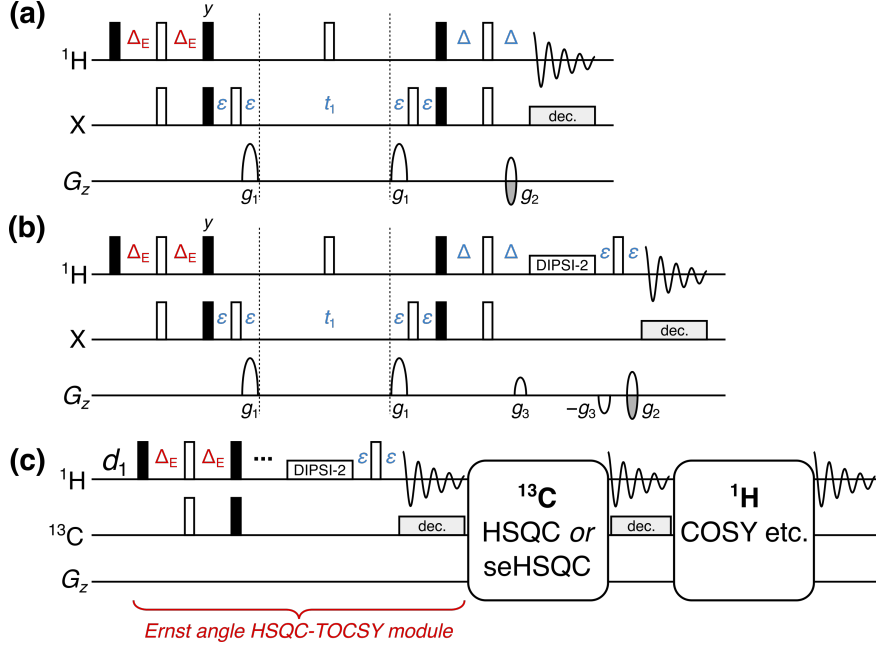 (a)
y
¹H Δ_E Δ_E Δ Δ
X ε ε t₁ ε ε dec.
G_z g₁ g₁ g₂
(b)
y
¹H Δ_E Δ_E Δ Δ DIPSI-2 ε ε
X ε ε t₁ ε ε dec.
G_z g₁ g₁ g₃ −g₃ g₂
(c)
¹H d₁ Δ_E Δ_E ... DIPSI-2 ε ε
¹³C dec. dec.
G_z
¹³C
HSQC or
seHSQC
¹H
COSY etc.
Ernst angle HSQC-TOCSY module